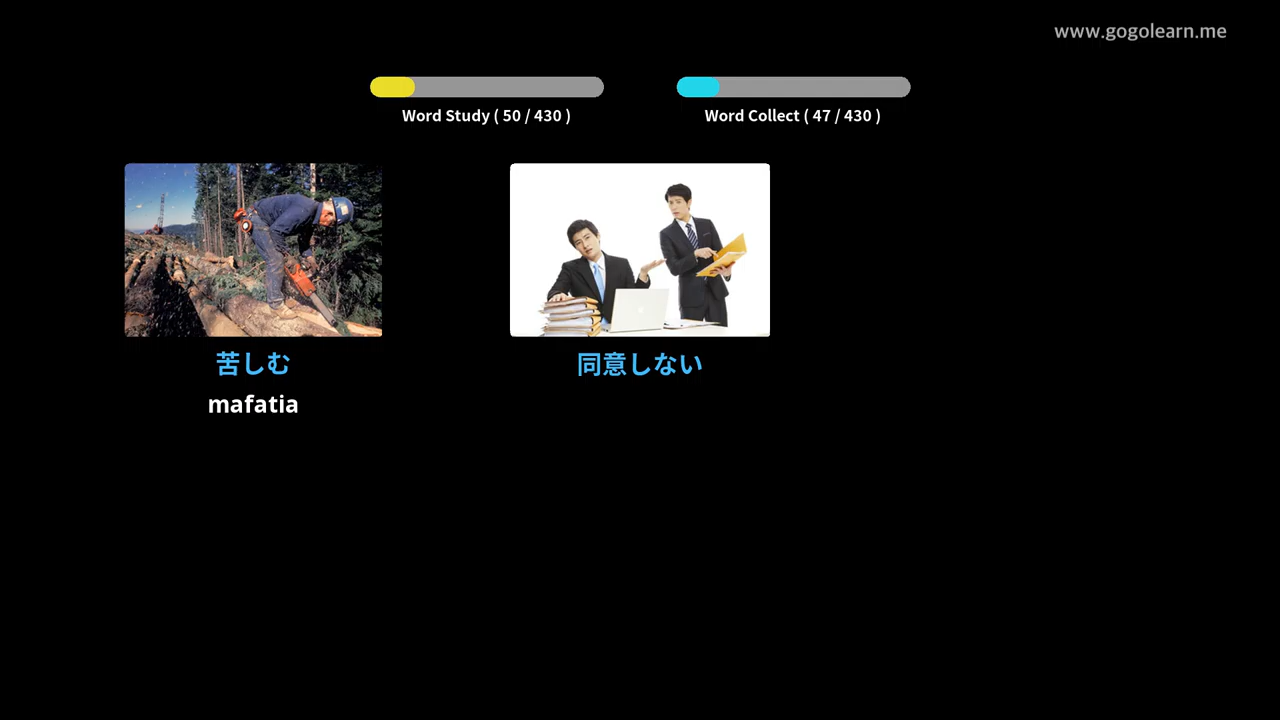 www.gogolearn.me
Word Study ( 50 / 430 )
Word Collect ( 47 / 430 )
苦しむ
同意しない
mafatia